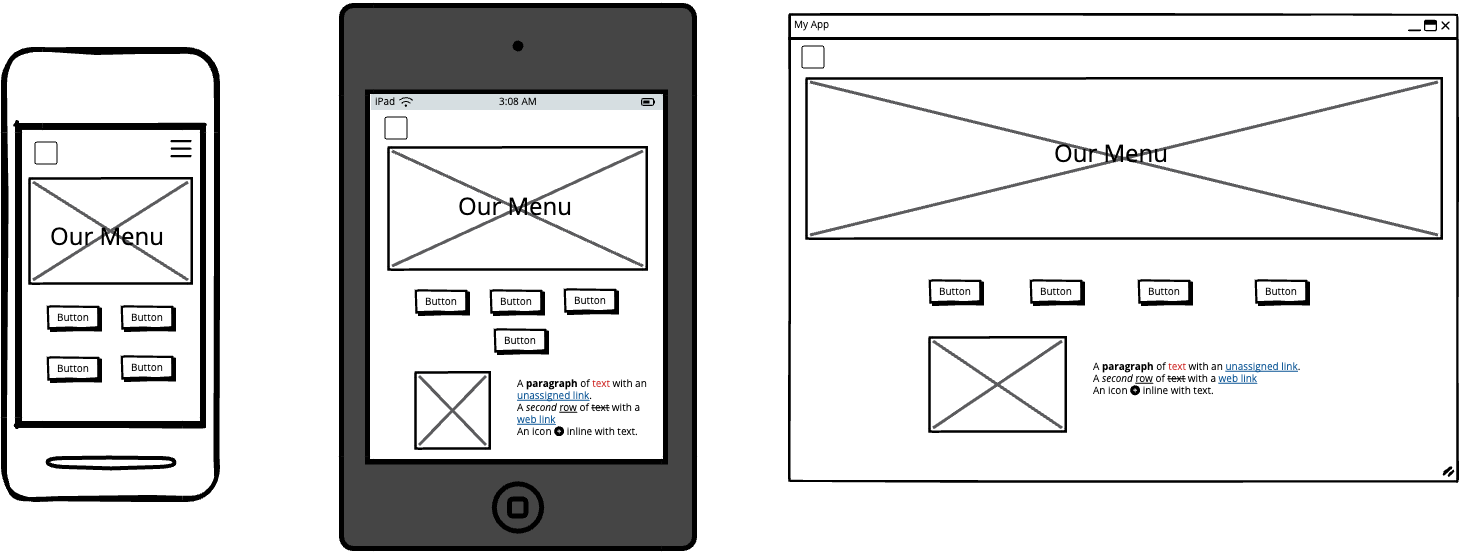 Our Menu
Button Button
Button Button
iPad 3:08 AM
Our Menu
Button Button Button
Button
A paragraph of text with an
unassigned link.
A second row of text with a
web link
An icon inline with text.
My App
Our Menu
Button Button Button Button
A paragraph of text with an unassigned link.
A second row of text with a web link
An icon inline with text.